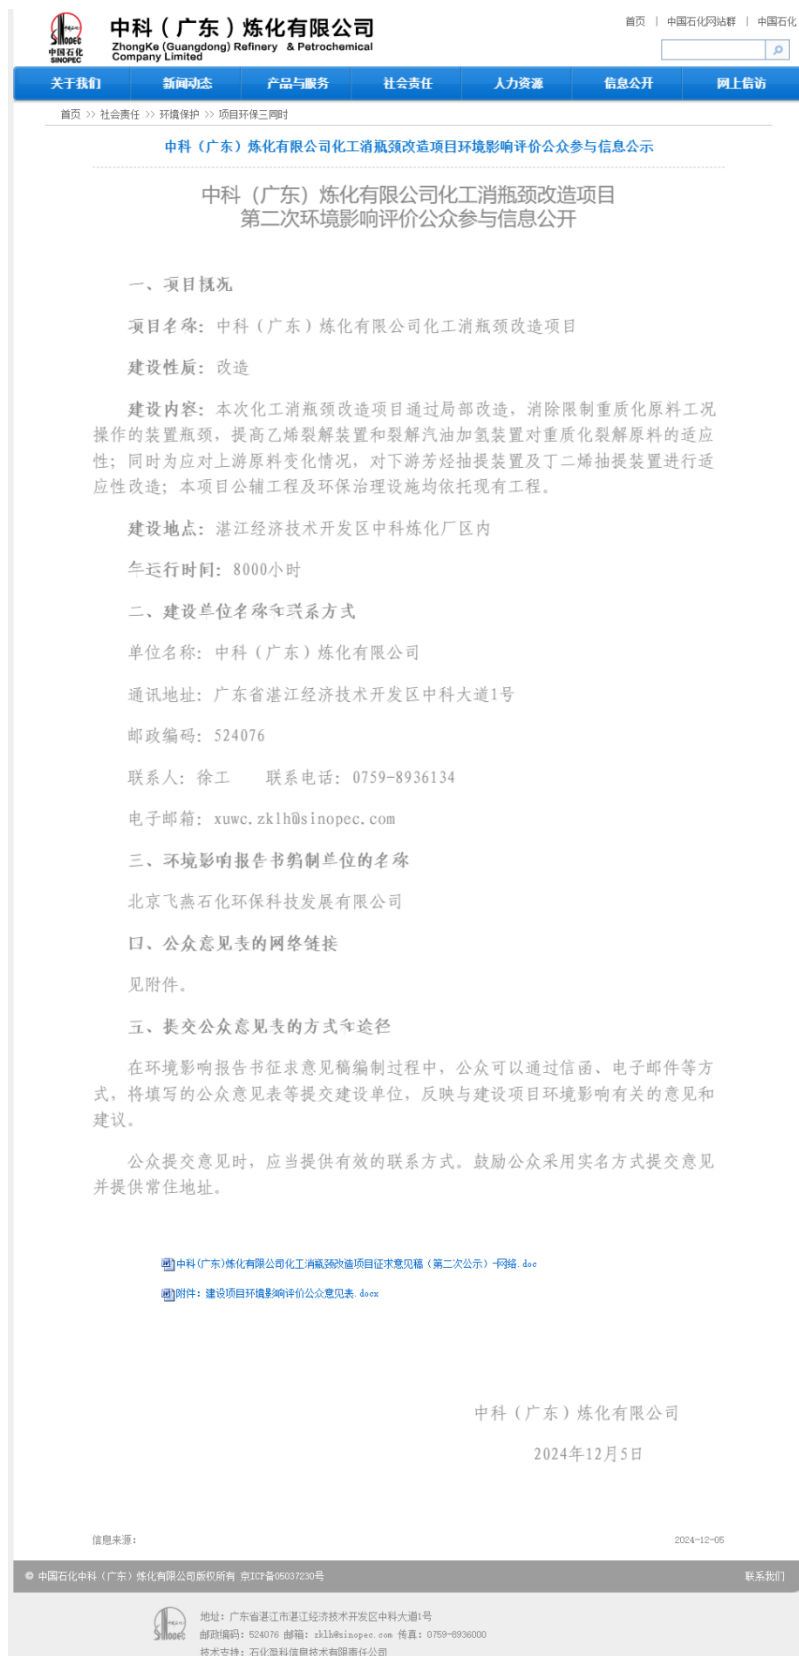 首页 | 中国石化网站群 | 中国石化
SINOPEC
中国石化
SINOPEC
中科（广东）炼化有限公司
ZhongKe (Guangdong) Refinery & Petrochemical
Company Limited
关于我们 新闻动态 产品与服务 社会责任 人力资源 信息公开 网上信访
首页 >> 社会责任 >> 环境保护 >> 项目环保三同时
中科（广东）炼化有限公司化工消瓶颈改造项目环境影响评价公众参与信息公示
中科（广东）炼化有限公司化工消瓶颈改造项目
第二次环境影响评价公众参与信息公开
一、项目概况
项目名称：中科（广东）炼化有限公司化工消瓶颈改造项目
建设性质：改造
建设内容：本次化工消瓶颈改造项目通过局部改造，消除限制重质化原料工况
操作的装置瓶颈，提高乙烯裂解装置和裂解汽油加氢装置对重质化裂解原料的适应
性；同时为应对上游原料变化情况，对下游芳烃抽提装置及丁二烯抽提装置进行适
应性改造；本项目公辅工程及环保治理设施均依托现有工程。
建设地点：湛江经济技术开发区中科炼化厂区内
年运行时间：8000小时
二、建设单位名称和联系方式
单位名称：中科（广东）炼化有限公司
通讯地址：广东省湛江经济技术开发区中科大道1号
邮政编码：524076
联系人：徐工 联系电话：0759-8936134
电子邮箱：xuwc.zklh@sinopec.com
三、环境影响报告书编制单位的名称
北京飞燕石化环保科技发展有限公司
四、公众意见表的网络链接
见附件。
五、提交公众意见表的方式和途径
在环境影响报告书征求意见稿编制过程中，公众可以通过信函、电子邮件等方
式，将填写的公众意见表等提交建设单位，反映与建设项目环境影响有关的意见和
建议。
公众提交意见时，应当提供有效的联系方式。鼓励公众采用实名方式提交意见
并提供常住地址。
中科(广东)炼化有限公司化工消瓶颈改造项目征求意见稿（第二次公示）-网络.doc
附件：建设项目环境影响评价公众意见表.docx
中科（广东）炼化有限公司
2024年12月5日
信息来源： 2024-12-05
© 中国石化中科（广东）炼化有限公司版权所有 京ICP备05037230号 联系我们
SINOPEC
地址：广东省湛江市湛江经济技术开发区中科大道1号
邮政编码：524076 邮箱：zklh@sinopec.com 传真：0759-8936000
技术支持：石化盈科信息技术有限责任公司